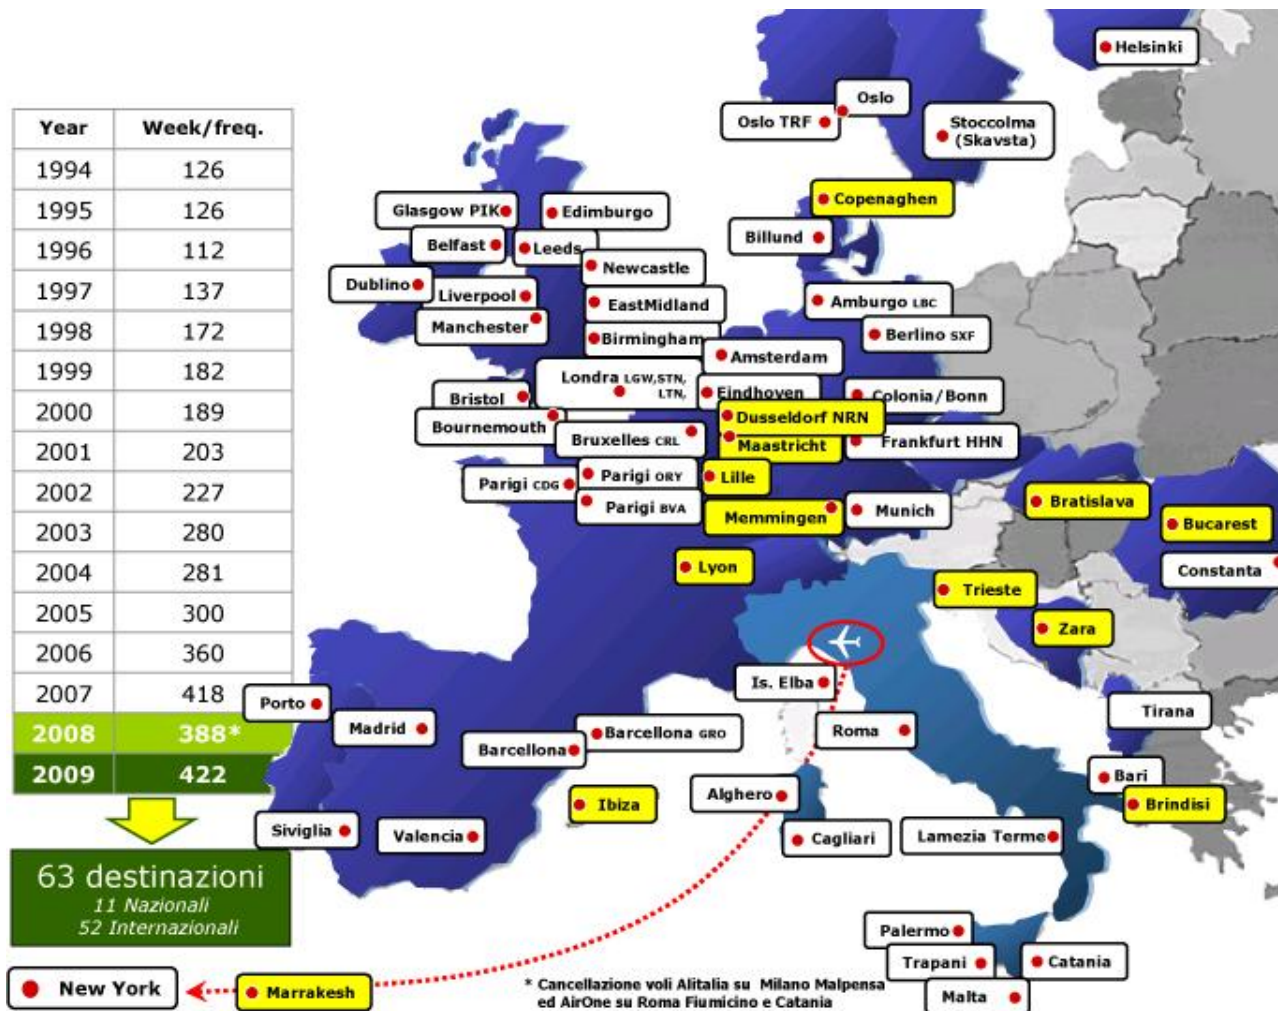 Year Week/freq.
1994 126
1995 126
1996 112
1997 137
1998 172
1999 182
2000 189
2001 203
2002 227
2003 280
2004 281
2005 300
2006 360
2007 418
2008 388*
2009 422
63 destinazioni
11 Nazionali
52 Internazionali
Helsinki
Oslo
Oslo TRF
Stoccolma
(Skavsta)
Copenaghen
Glasgow PIK
Edimburgo
Billund
Belfast
Leeds
Newcastle
Dublino
Liverpool
EastMidland
Amburgo LBC
Manchester
Birmingham
Berlino SXF
Amsterdam
Londra LGW,STN,
LTN,
Bristol
Eindhoven
Colonia/Bonn
Bournemouth
Dusseldorf NRN
Bruxelles CRL
Maastricht
Frankfurt HHN
Parigi CDG
Parigi ORY
Lille
Parigi BVA
Memmingen
Munich
Bratislava
Bucarest
Constanta
Lyon
Trieste
Zara
Is. Elba
Porto
Madrid
Barcellona GRO
Barcellona
Roma
Tirana
Bari
Alghero
Ibiza
Brindisi
Siviglia
Valencia
Cagliari
Lamezia Terme
Palermo
Trapani
Catania
Malta
New York
Marrakesh
* Cancellazione voli Alitalia su Milano Malpensa
ed AirOne su Roma Fiumicino e Catania